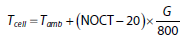 T_cell = T_amb + (NOCT – 20) × G/800